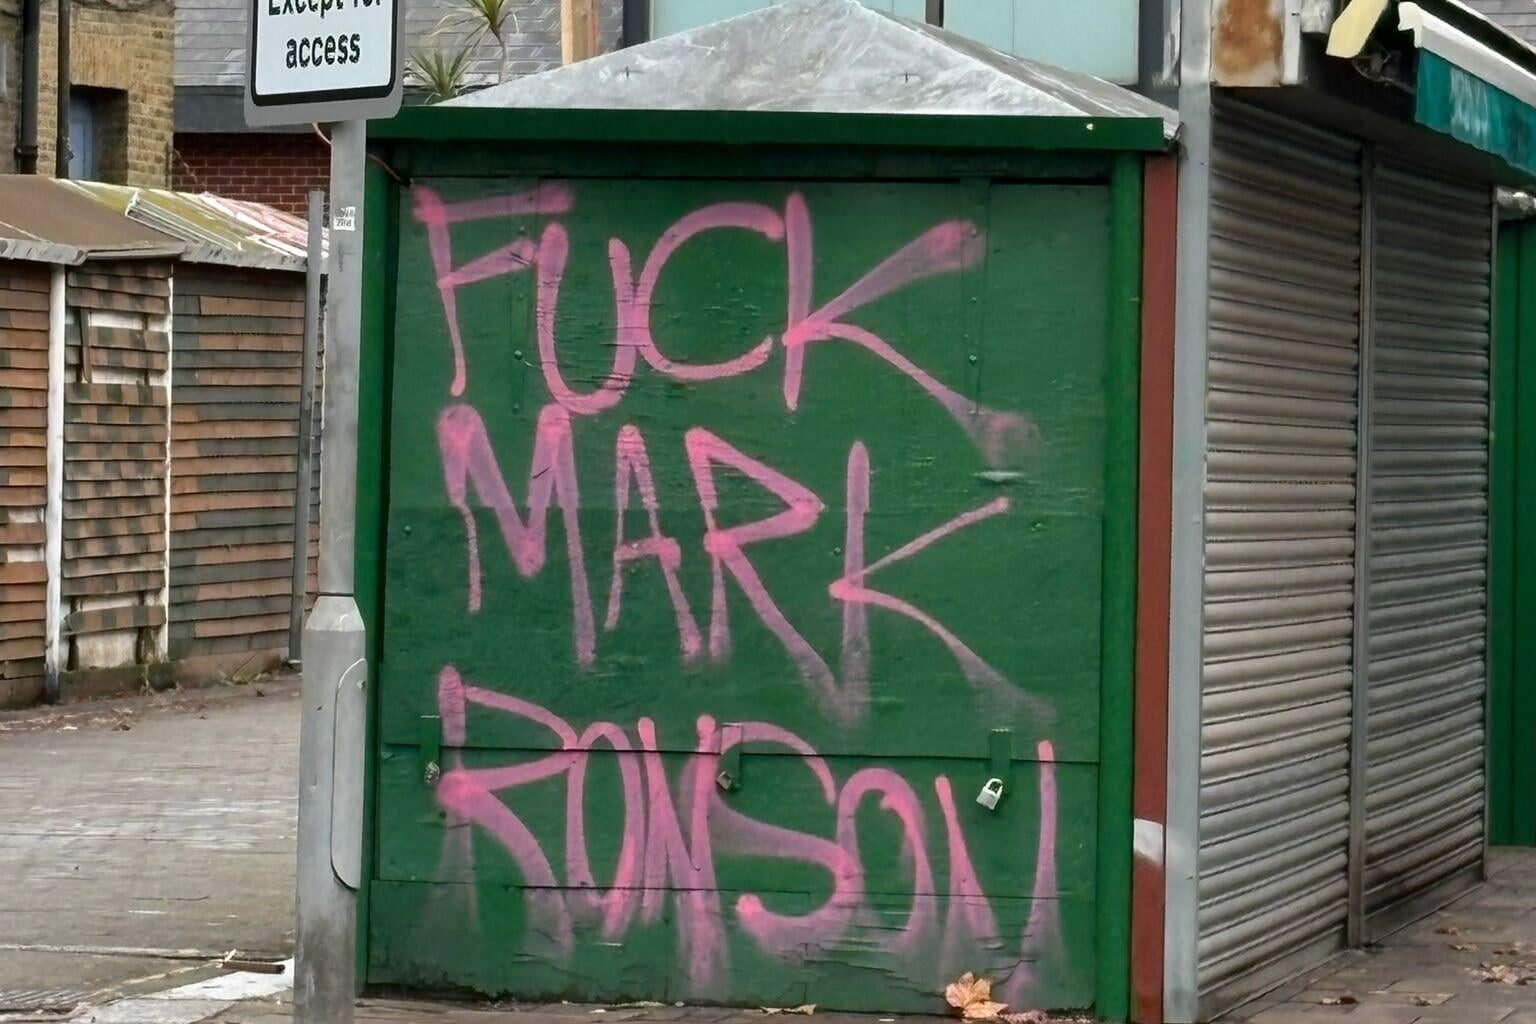 Except for
access
FUCK
MARK
RONSON